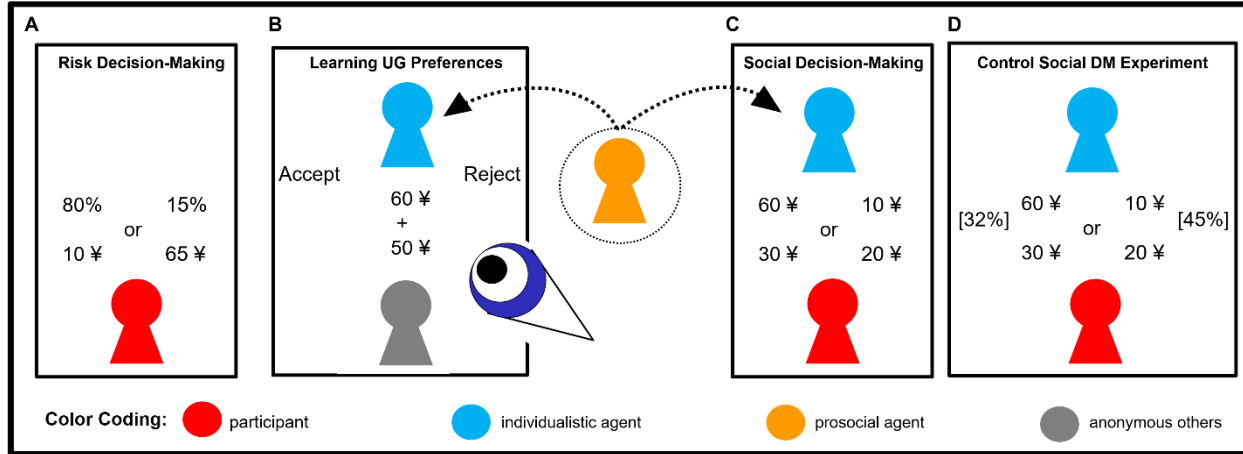 A
Risk Decision-Making
80% 15%
or
10 ¥ 65 ¥
B
Learning UG Preferences
Accept Reject
60 ¥
+
50 ¥
C
Social Decision-Making
60 ¥ 10 ¥
or
30 ¥ 20 ¥
D
Control Social DM Experiment
60 ¥ 10 ¥
[32%] or [45%]
30 ¥ 20 ¥
Color Coding: participant individualistic agent prosocial agent anonymous others